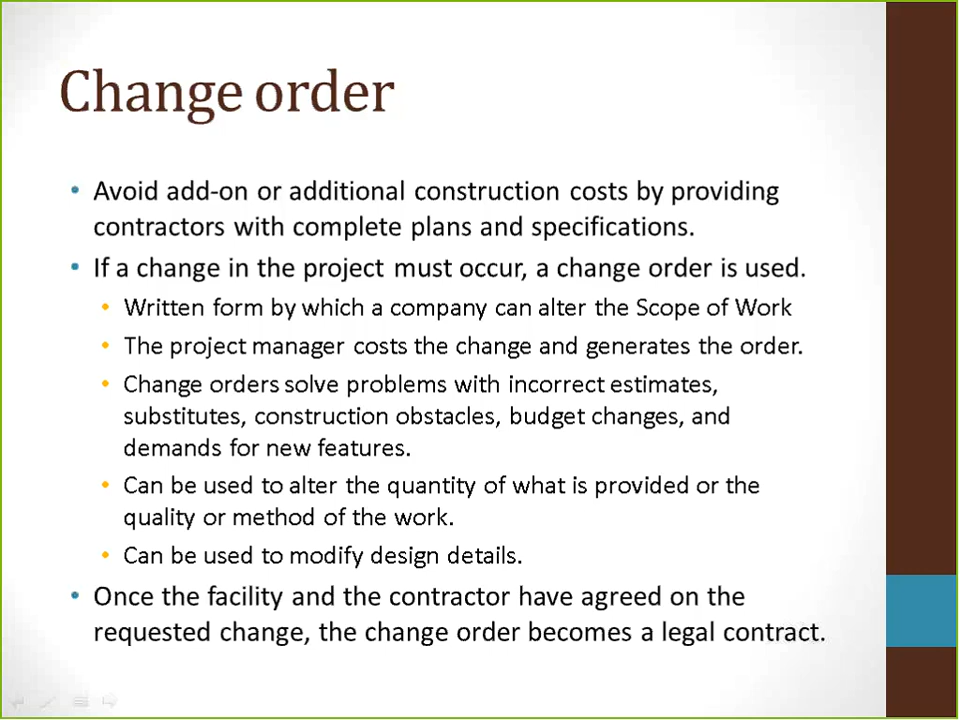 Change order
• Avoid add-on or additional construction costs by providing
contractors with complete plans and specifications.
• If a change in the project must occur, a change order is used.
• Written form by which a company can alter the Scope of Work
• The project manager costs the change and generates the order.
• Change orders solve problems with incorrect estimates,
substitutes, construction obstacles, budget changes, and
demands for new features.
• Can be used to alter the quantity of what is provided or the
quality or method of the work.
• Can be used to modify design details.
• Once the facility and the contractor have agreed on the
requested change, the change order becomes a legal contract.